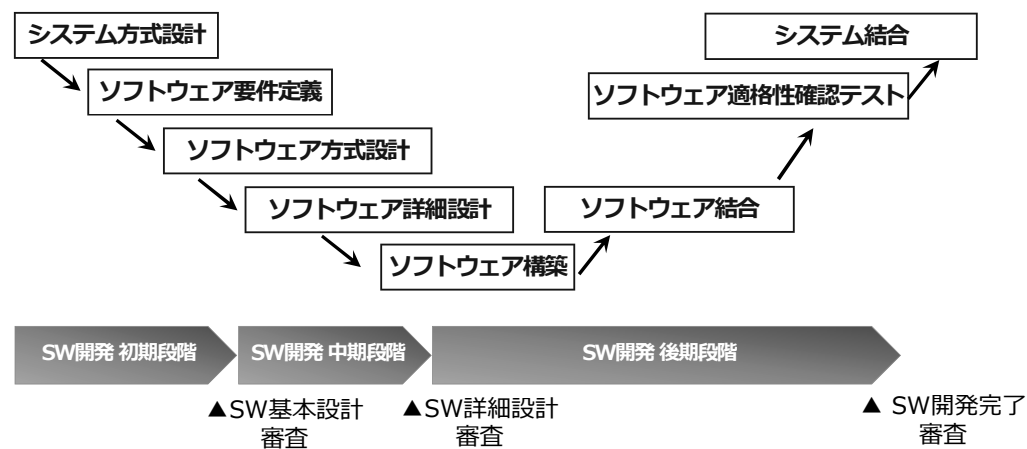 システム方式設計
システム結合
ソフトウェア要件定義
ソフトウェア適格性確認テスト
ソフトウェア方式設計
ソフトウェア詳細設計
ソフトウェア結合
ソフトウェア構築
SW開発 初期段階
SW開発 中期段階
SW開発 後期段階
▲SW基本設計
審査
▲SW詳細設計
審査
▲ SW開発完了
審査